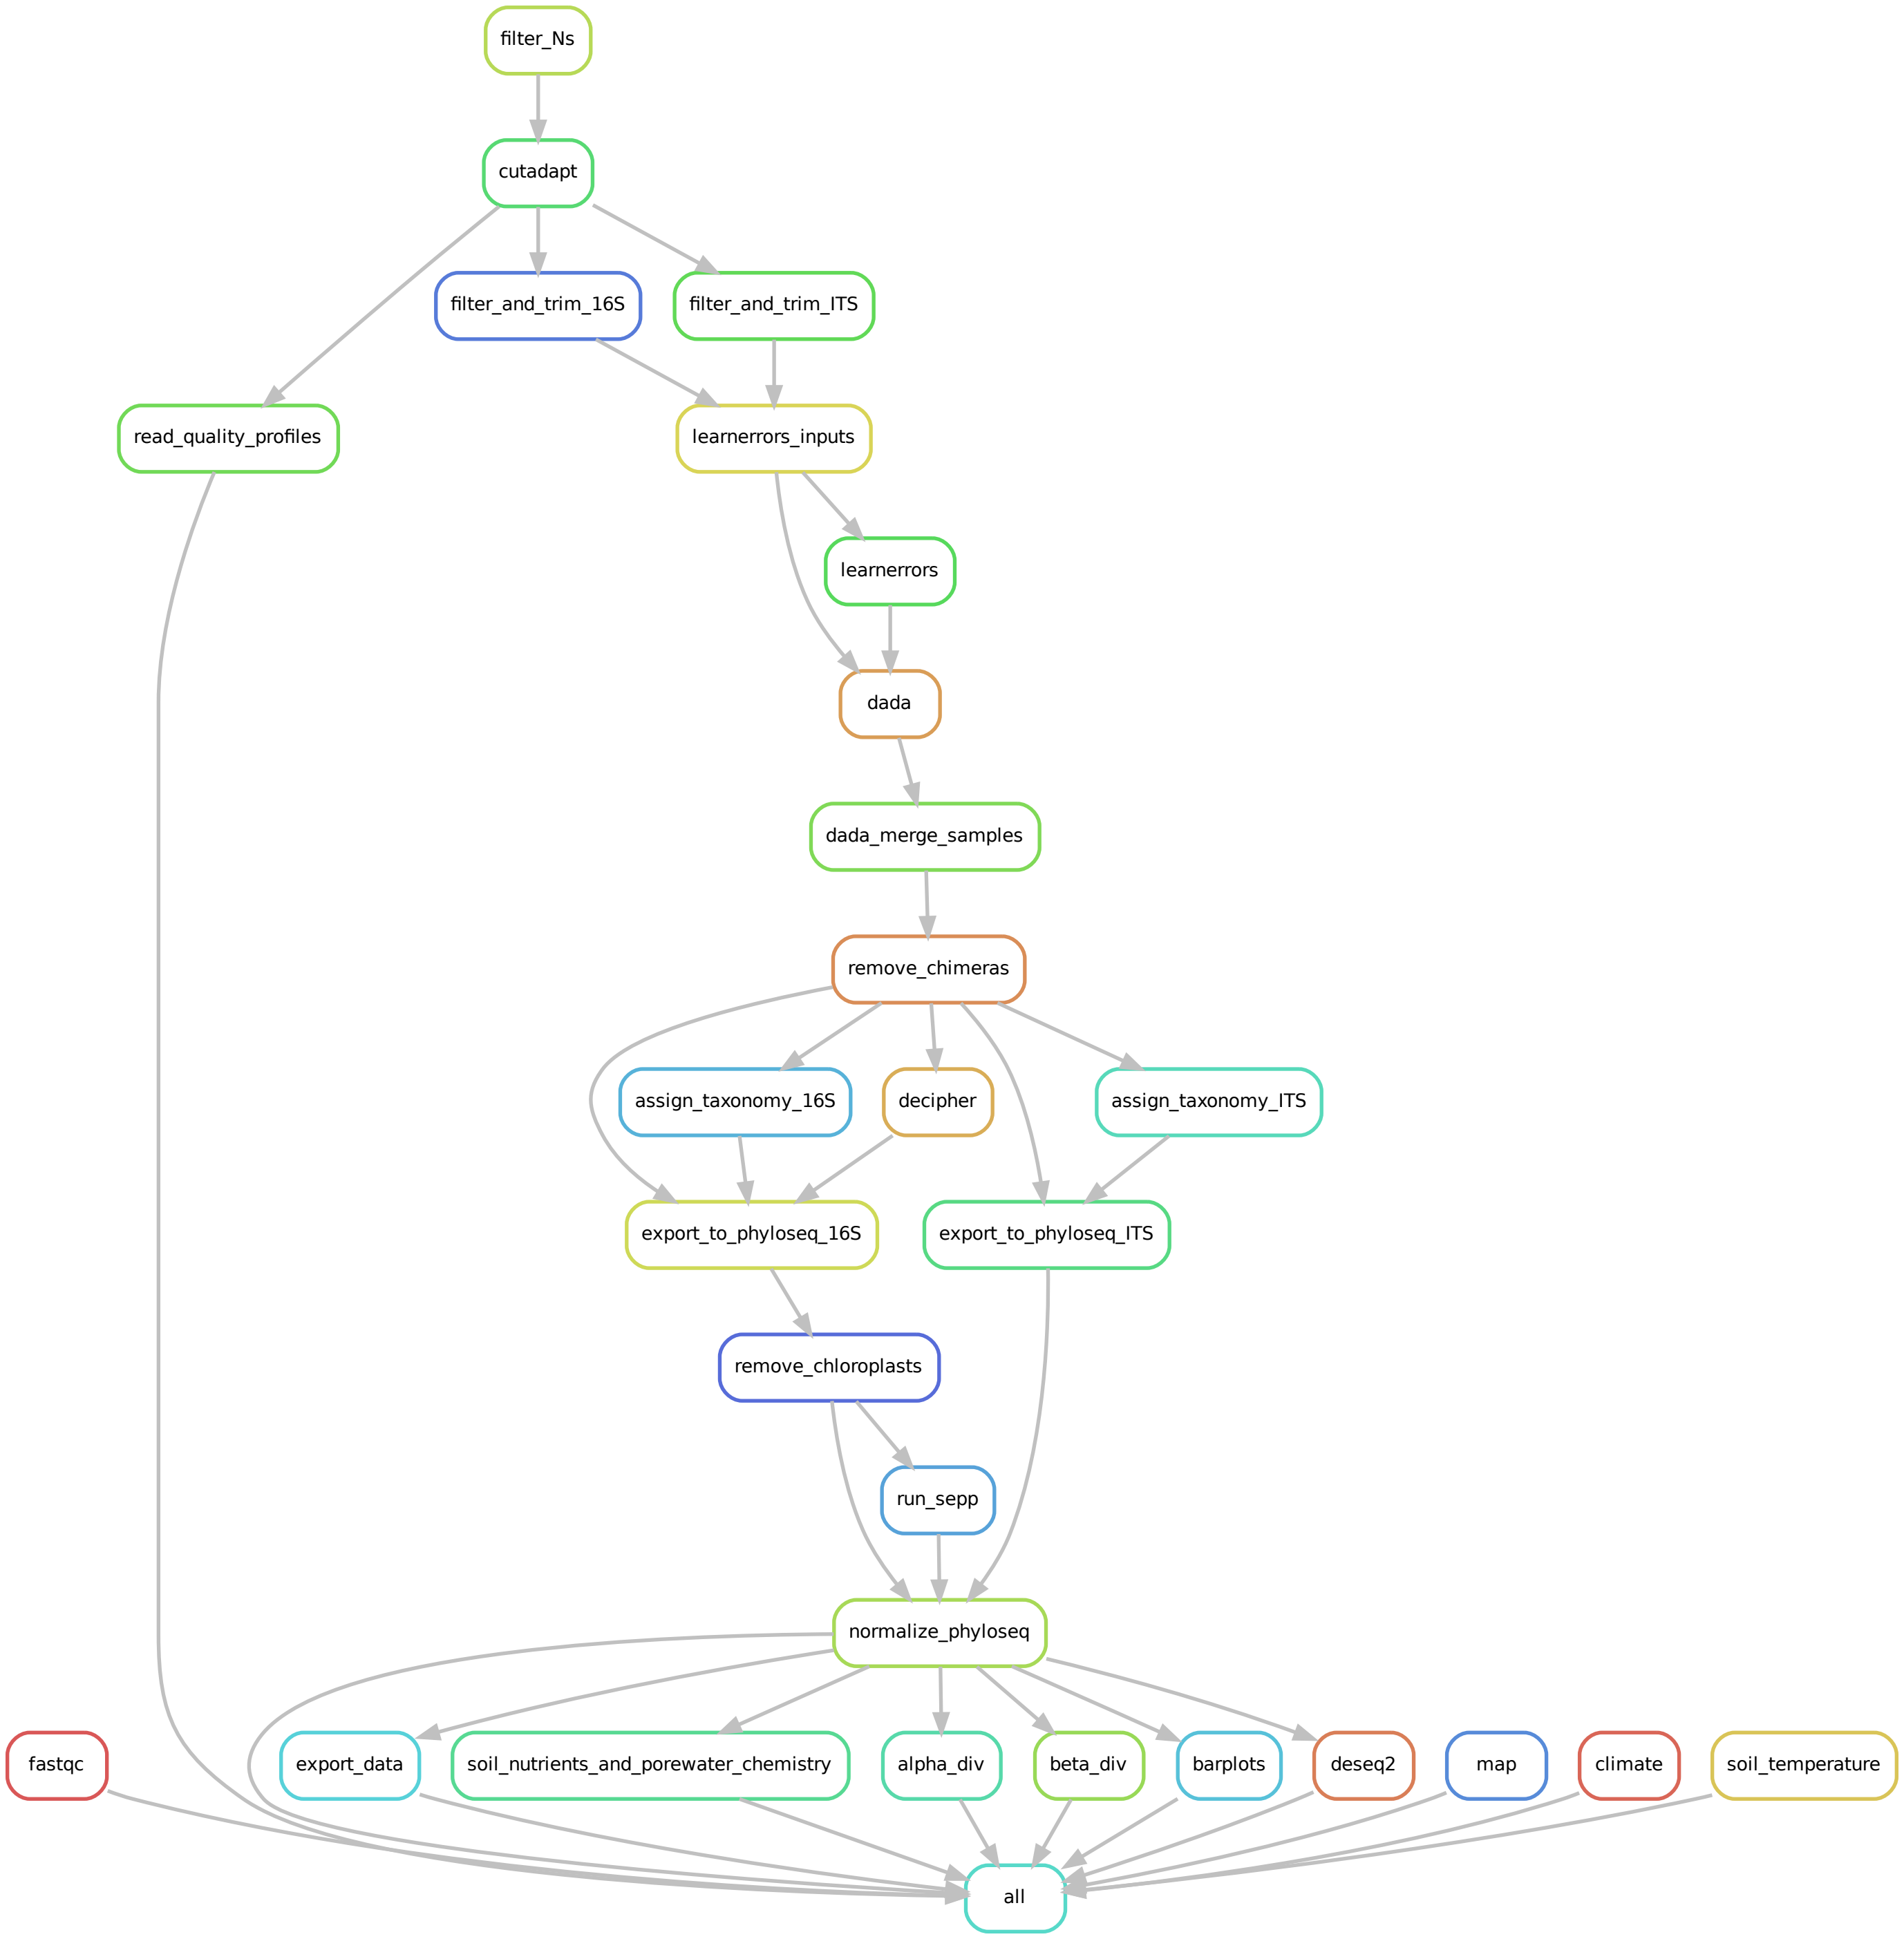 filter_Ns
cutadapt
filter_and_trim_16S
filter_and_trim_ITS
read_quality_profiles
learnerrors_inputs
learnerrors
dada
dada_merge_samples
remove_chimeras
assign_taxonomy_16S
decipher
assign_taxonomy_ITS
export_to_phyloseq_16S
export_to_phyloseq_ITS
remove_chloroplasts
run_sepp
normalize_phyloseq
fastqc
export_data
soil_nutrients_and_porewater_chemistry
alpha_div
beta_div
barplots
deseq2
map
climate
soil_temperature
all